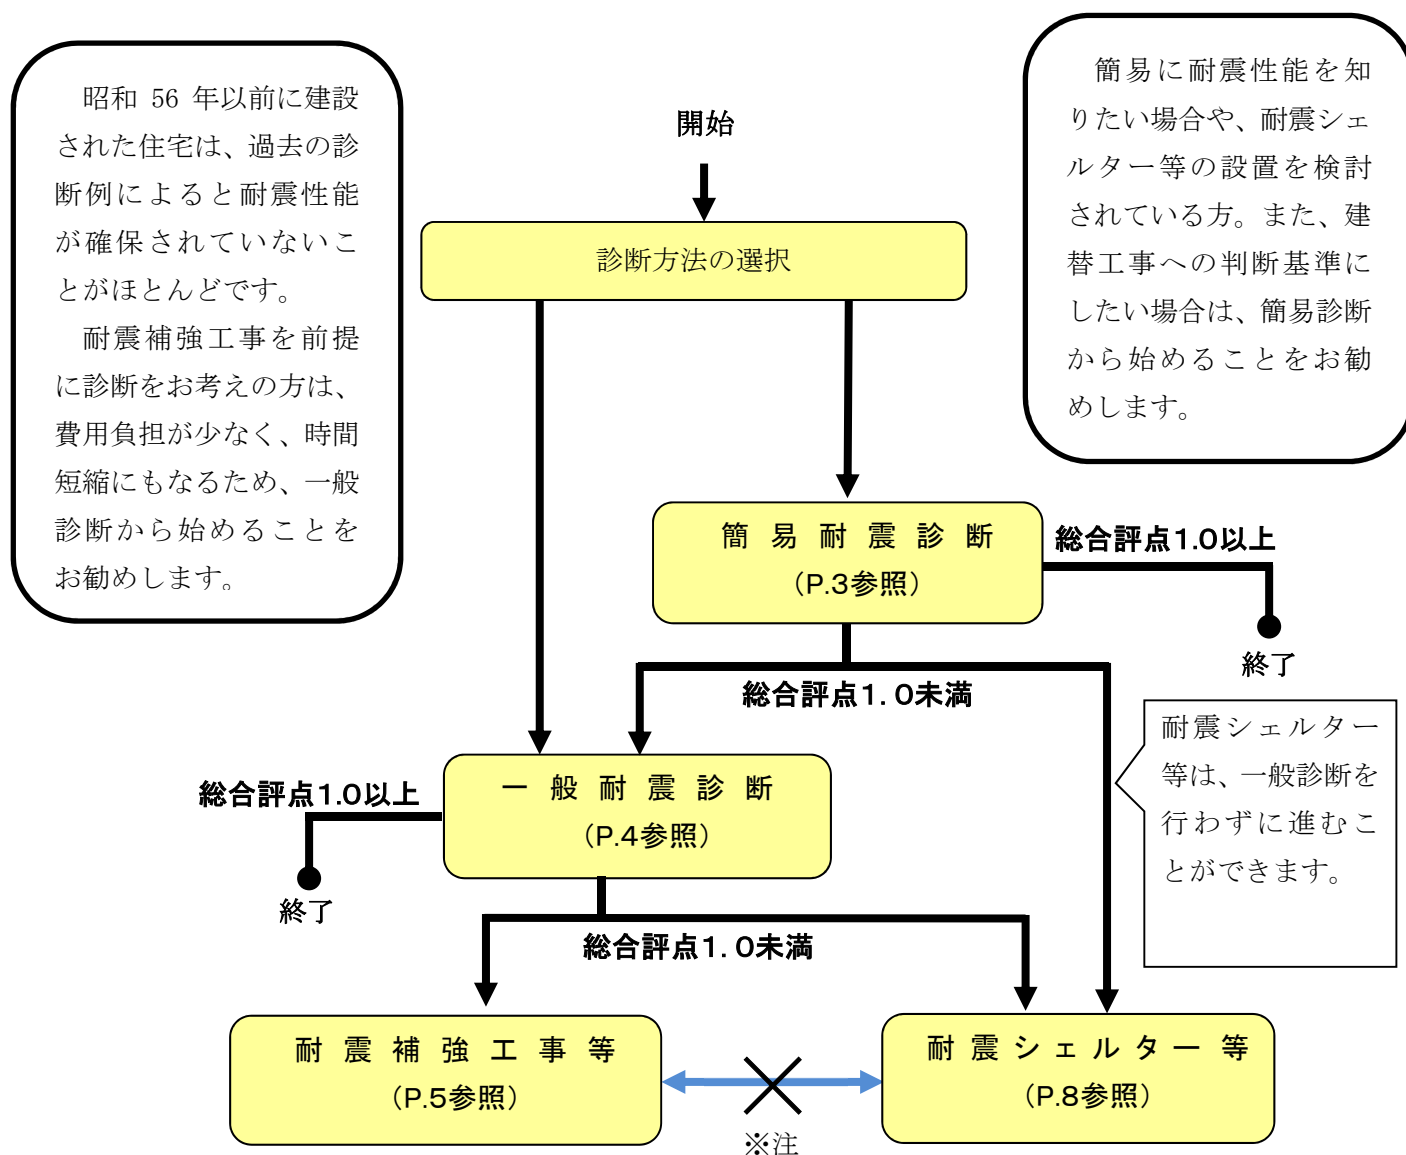 昭和 56 年以前に建設
された住宅は、過去の診
断例によると耐震性能
が確保されていないこ
とがほとんどです。
耐震補強工事を前提
に診断をお考えの方は、
費用負担が少なく、時間
短縮にもなるため、一般
診断から始めることを
お勧めします。
開始
簡易に耐震性能を知
りたい場合や、耐震シェ
ルター等の設置を検討
されている方。また、建
替工事への判断基準に
したい場合は、簡易診断
から始めることをお勧
めします。
診断方法の選択
簡易耐震診断
(P.3参照)
総合評点1.0以上
終了
総合評点1.0未満
耐震シェルター
等は、一般診断を
行わずに進むこ
とができます。
一般耐震診断
(P.4参照)
総合評点1.0以上
終了
総合評点1.0未満
耐震補強工事等
(P.5参照)
耐震シェルター等
(P.8参照)
※注